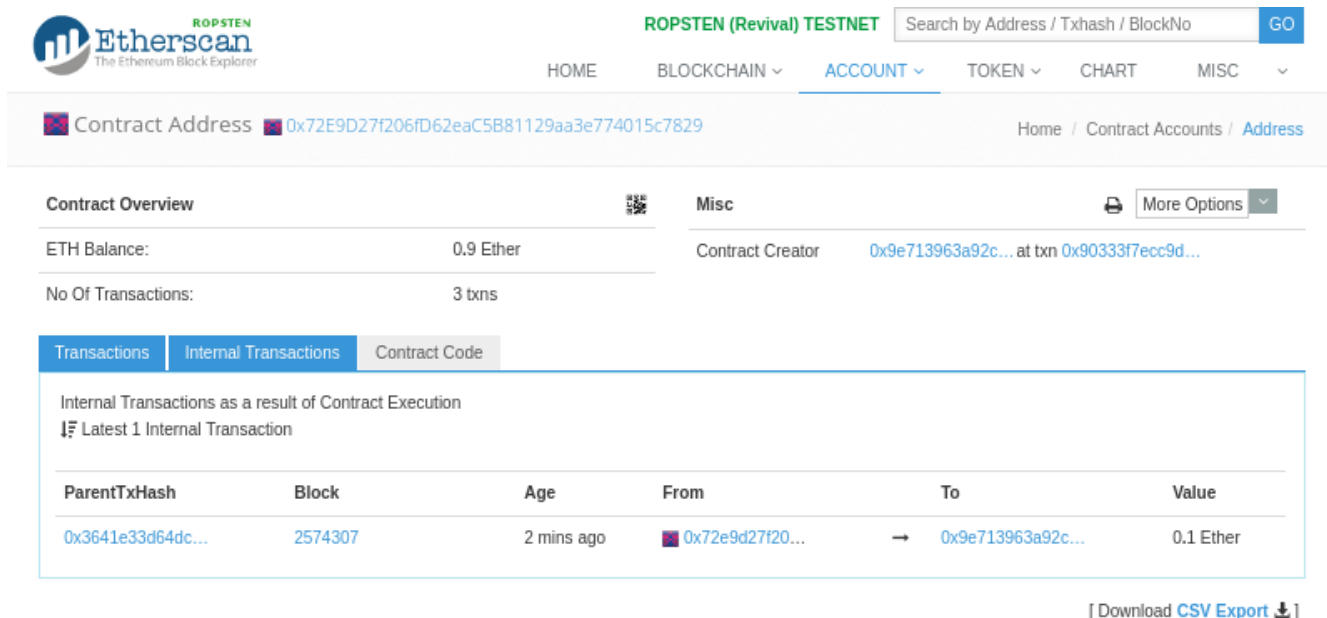 ROPSTEN
Etherscan
The Ethereum Block Explorer
ROPSTEN (Revival) TESTNET
Search by Address / Txhash / BlockNo
GO
HOME BLOCKCHAIN ACCOUNT TOKEN CHART MISC
Contract Address 0x72E9D27f206fD62eaC5B81129aa3e774015c7829
Home / Contract Accounts / Address
Contract Overview
ETH Balance: 0.9 Ether
No Of Transactions: 3 txns
Misc
More Options
Contract Creator 0x9e713963a92c... at txn 0x90333f7ecc9d...
Transactions Internal Transactions Contract Code
Internal Transactions as a result of Contract Execution
Latest 1 Internal Transaction
ParentTxHash Block Age From To Value
0x3641e33d64dc... 2574307 2 mins ago 0x72e9d27f20... → 0x9e713963a92c... 0.1 Ether
[ Download CSV Export ]